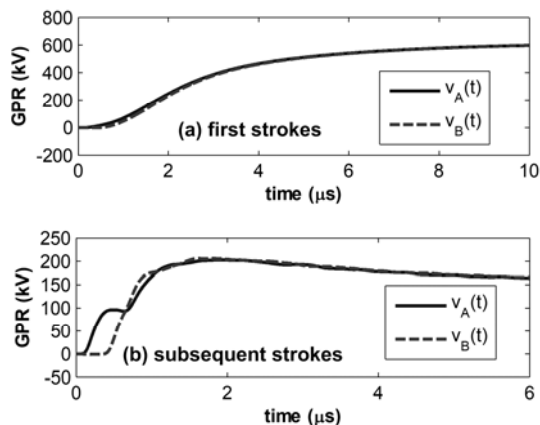 800
600
400
200
0
-200
GPR (kV)
v_A(t)
v_B(t)
(a) first strokes
0 2 4 6 8 10
time (μs)
250
200
150
100
50
0
50
GPR (kV)
v_A(t)
v_B(t)
(b) subsequent strokes
0 2 4 6
time (μs)